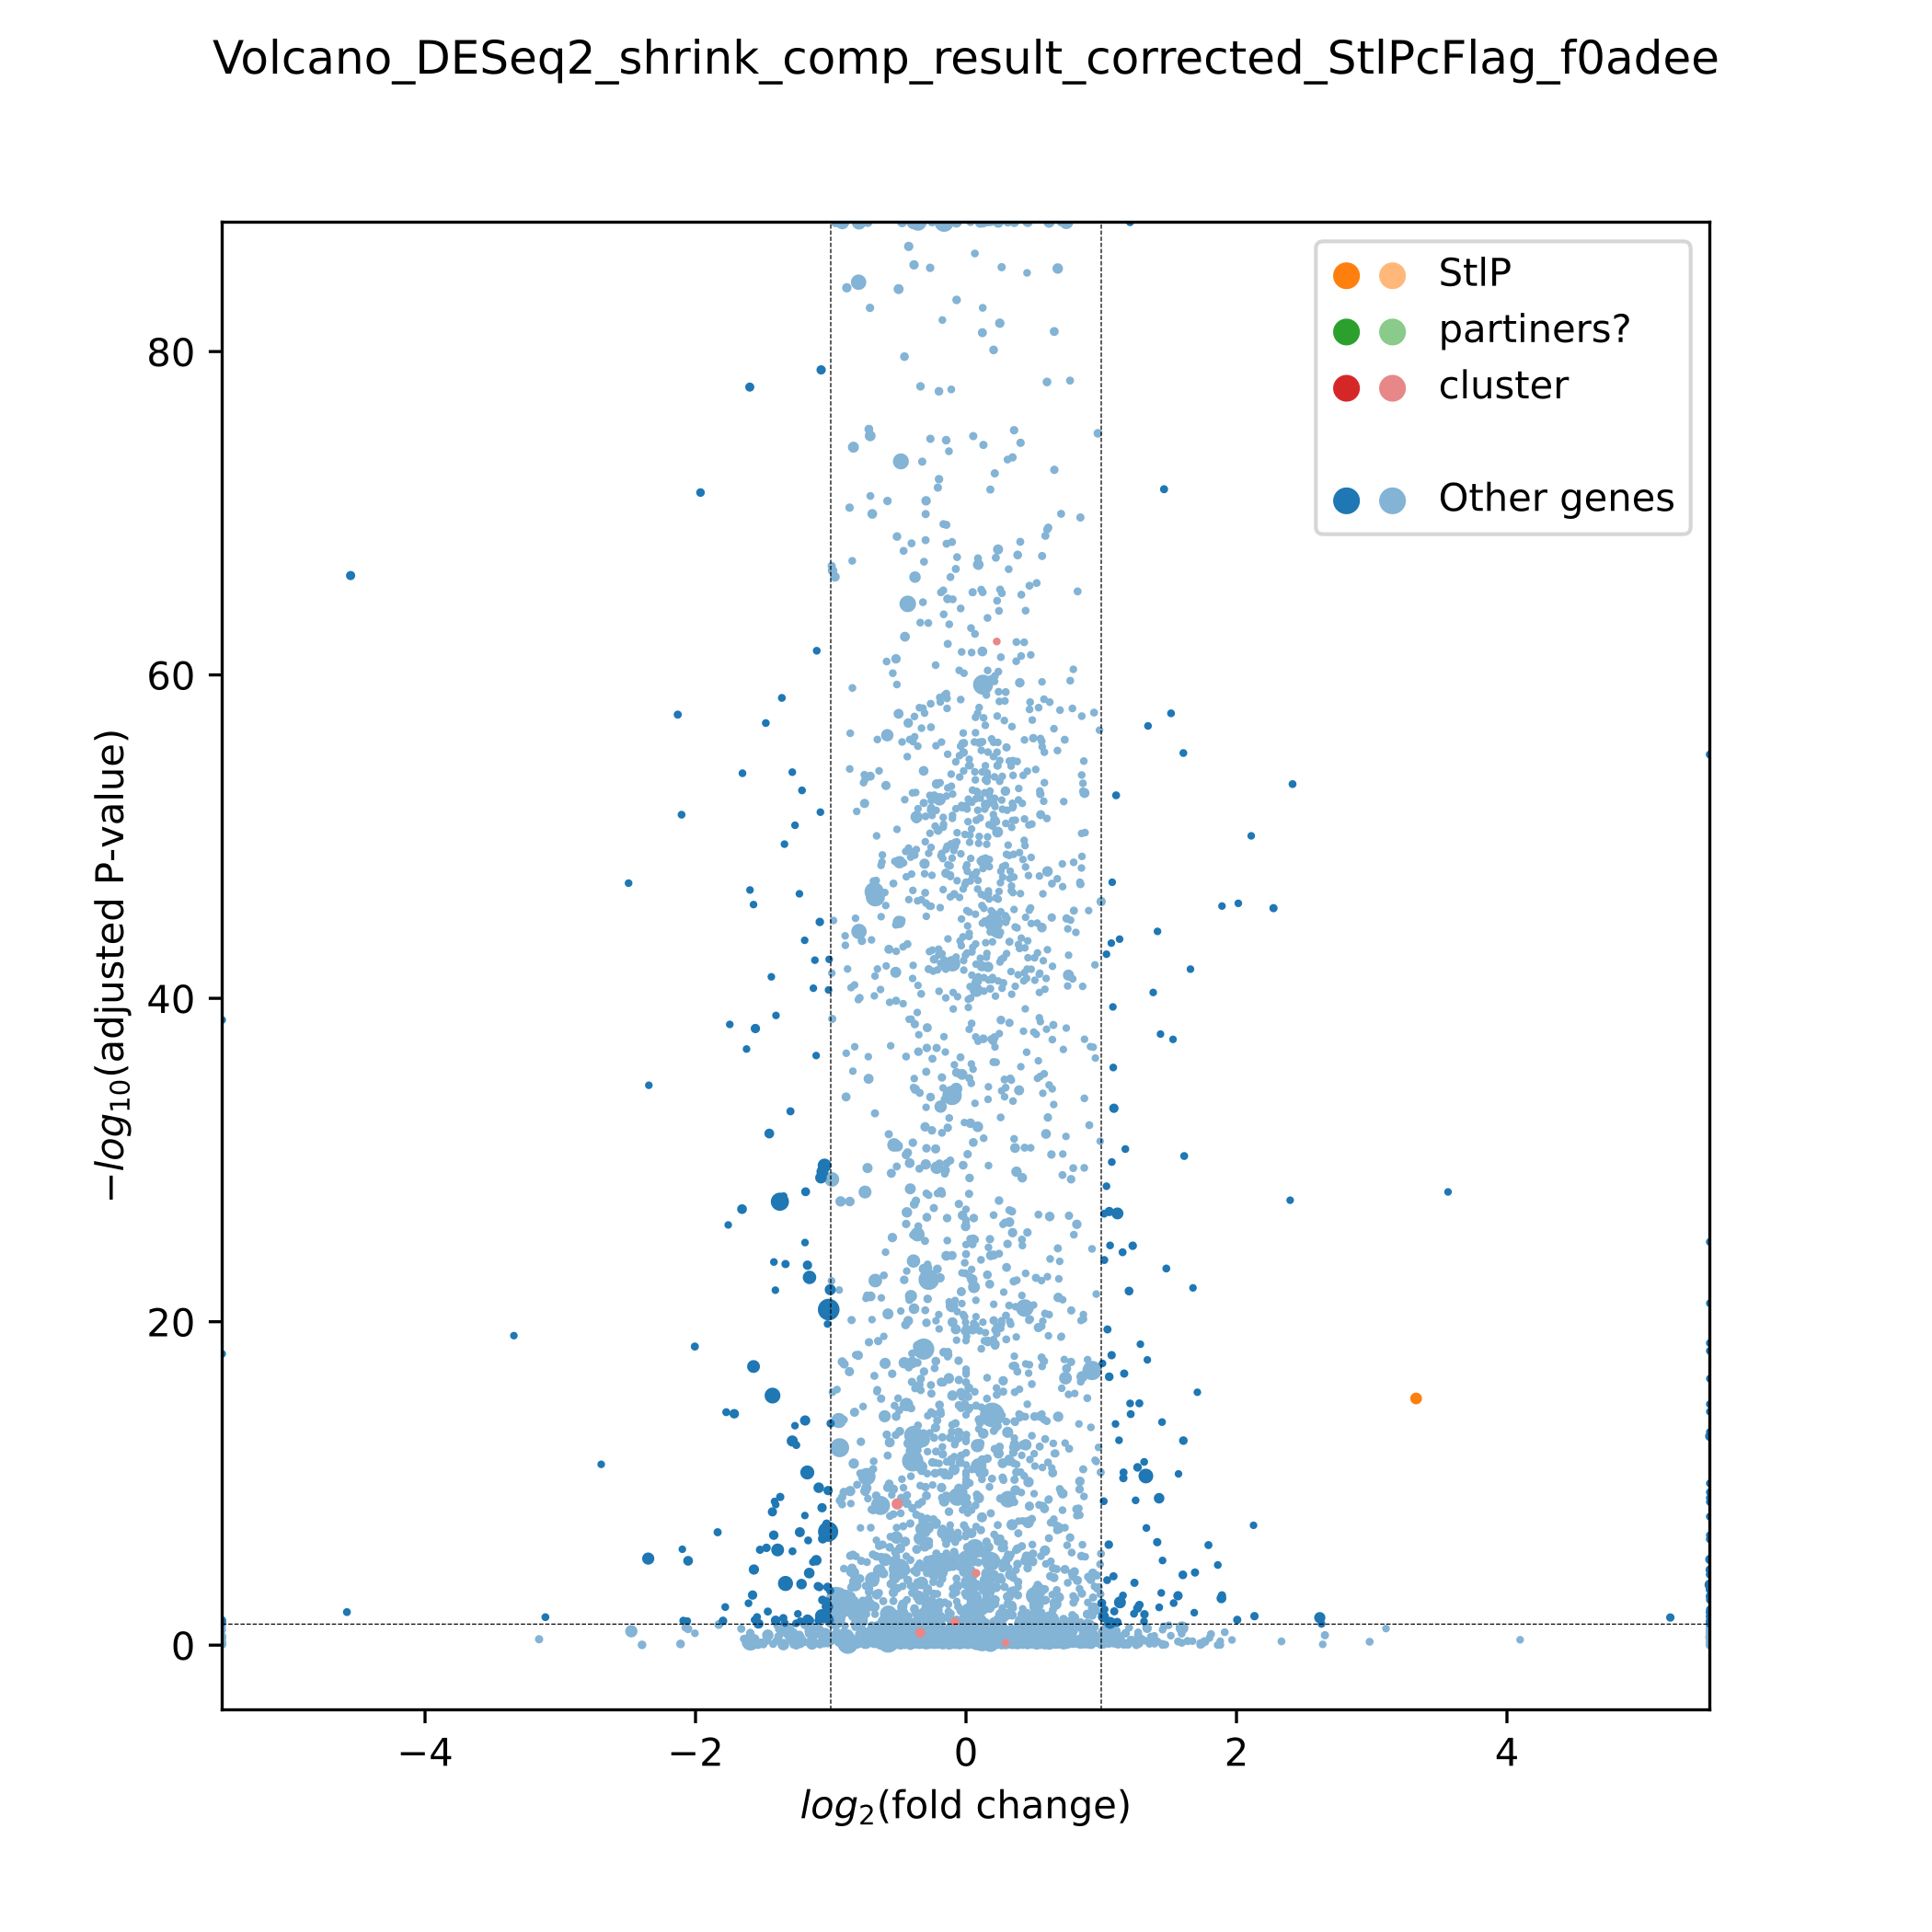 Volcano_DESeq2_shrink_comp_result_corrected_StlPcFlag_f0adee
StlP
partiners?
cluster
Other genes
80
60
40
20
0
−log₁₀(adjusted P-value)
−4 −2 0 2 4
log₂(fold change)